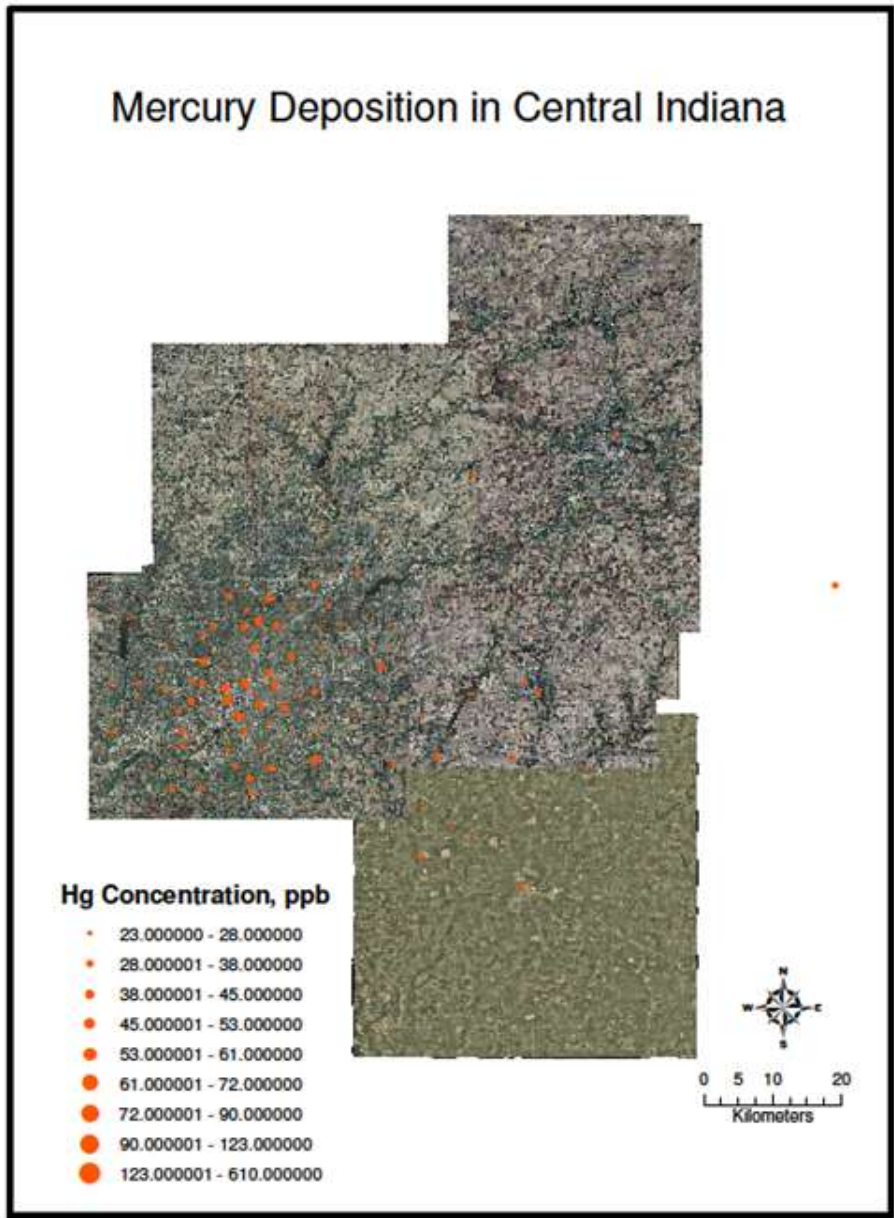 Mercury Deposition in Central Indiana
Hg Concentration, ppb
23.000000 - 28.000000
28.000001 - 38.000000
38.000001 - 45.000000
45.000001 - 53.000000
53.000001 - 61.000000
61.000001 - 72.000000
72.000001 - 90.000000
90.000001 - 123.000000
123.000001 - 610.000000
N
W E
S
0 5 10 20
Kilometers